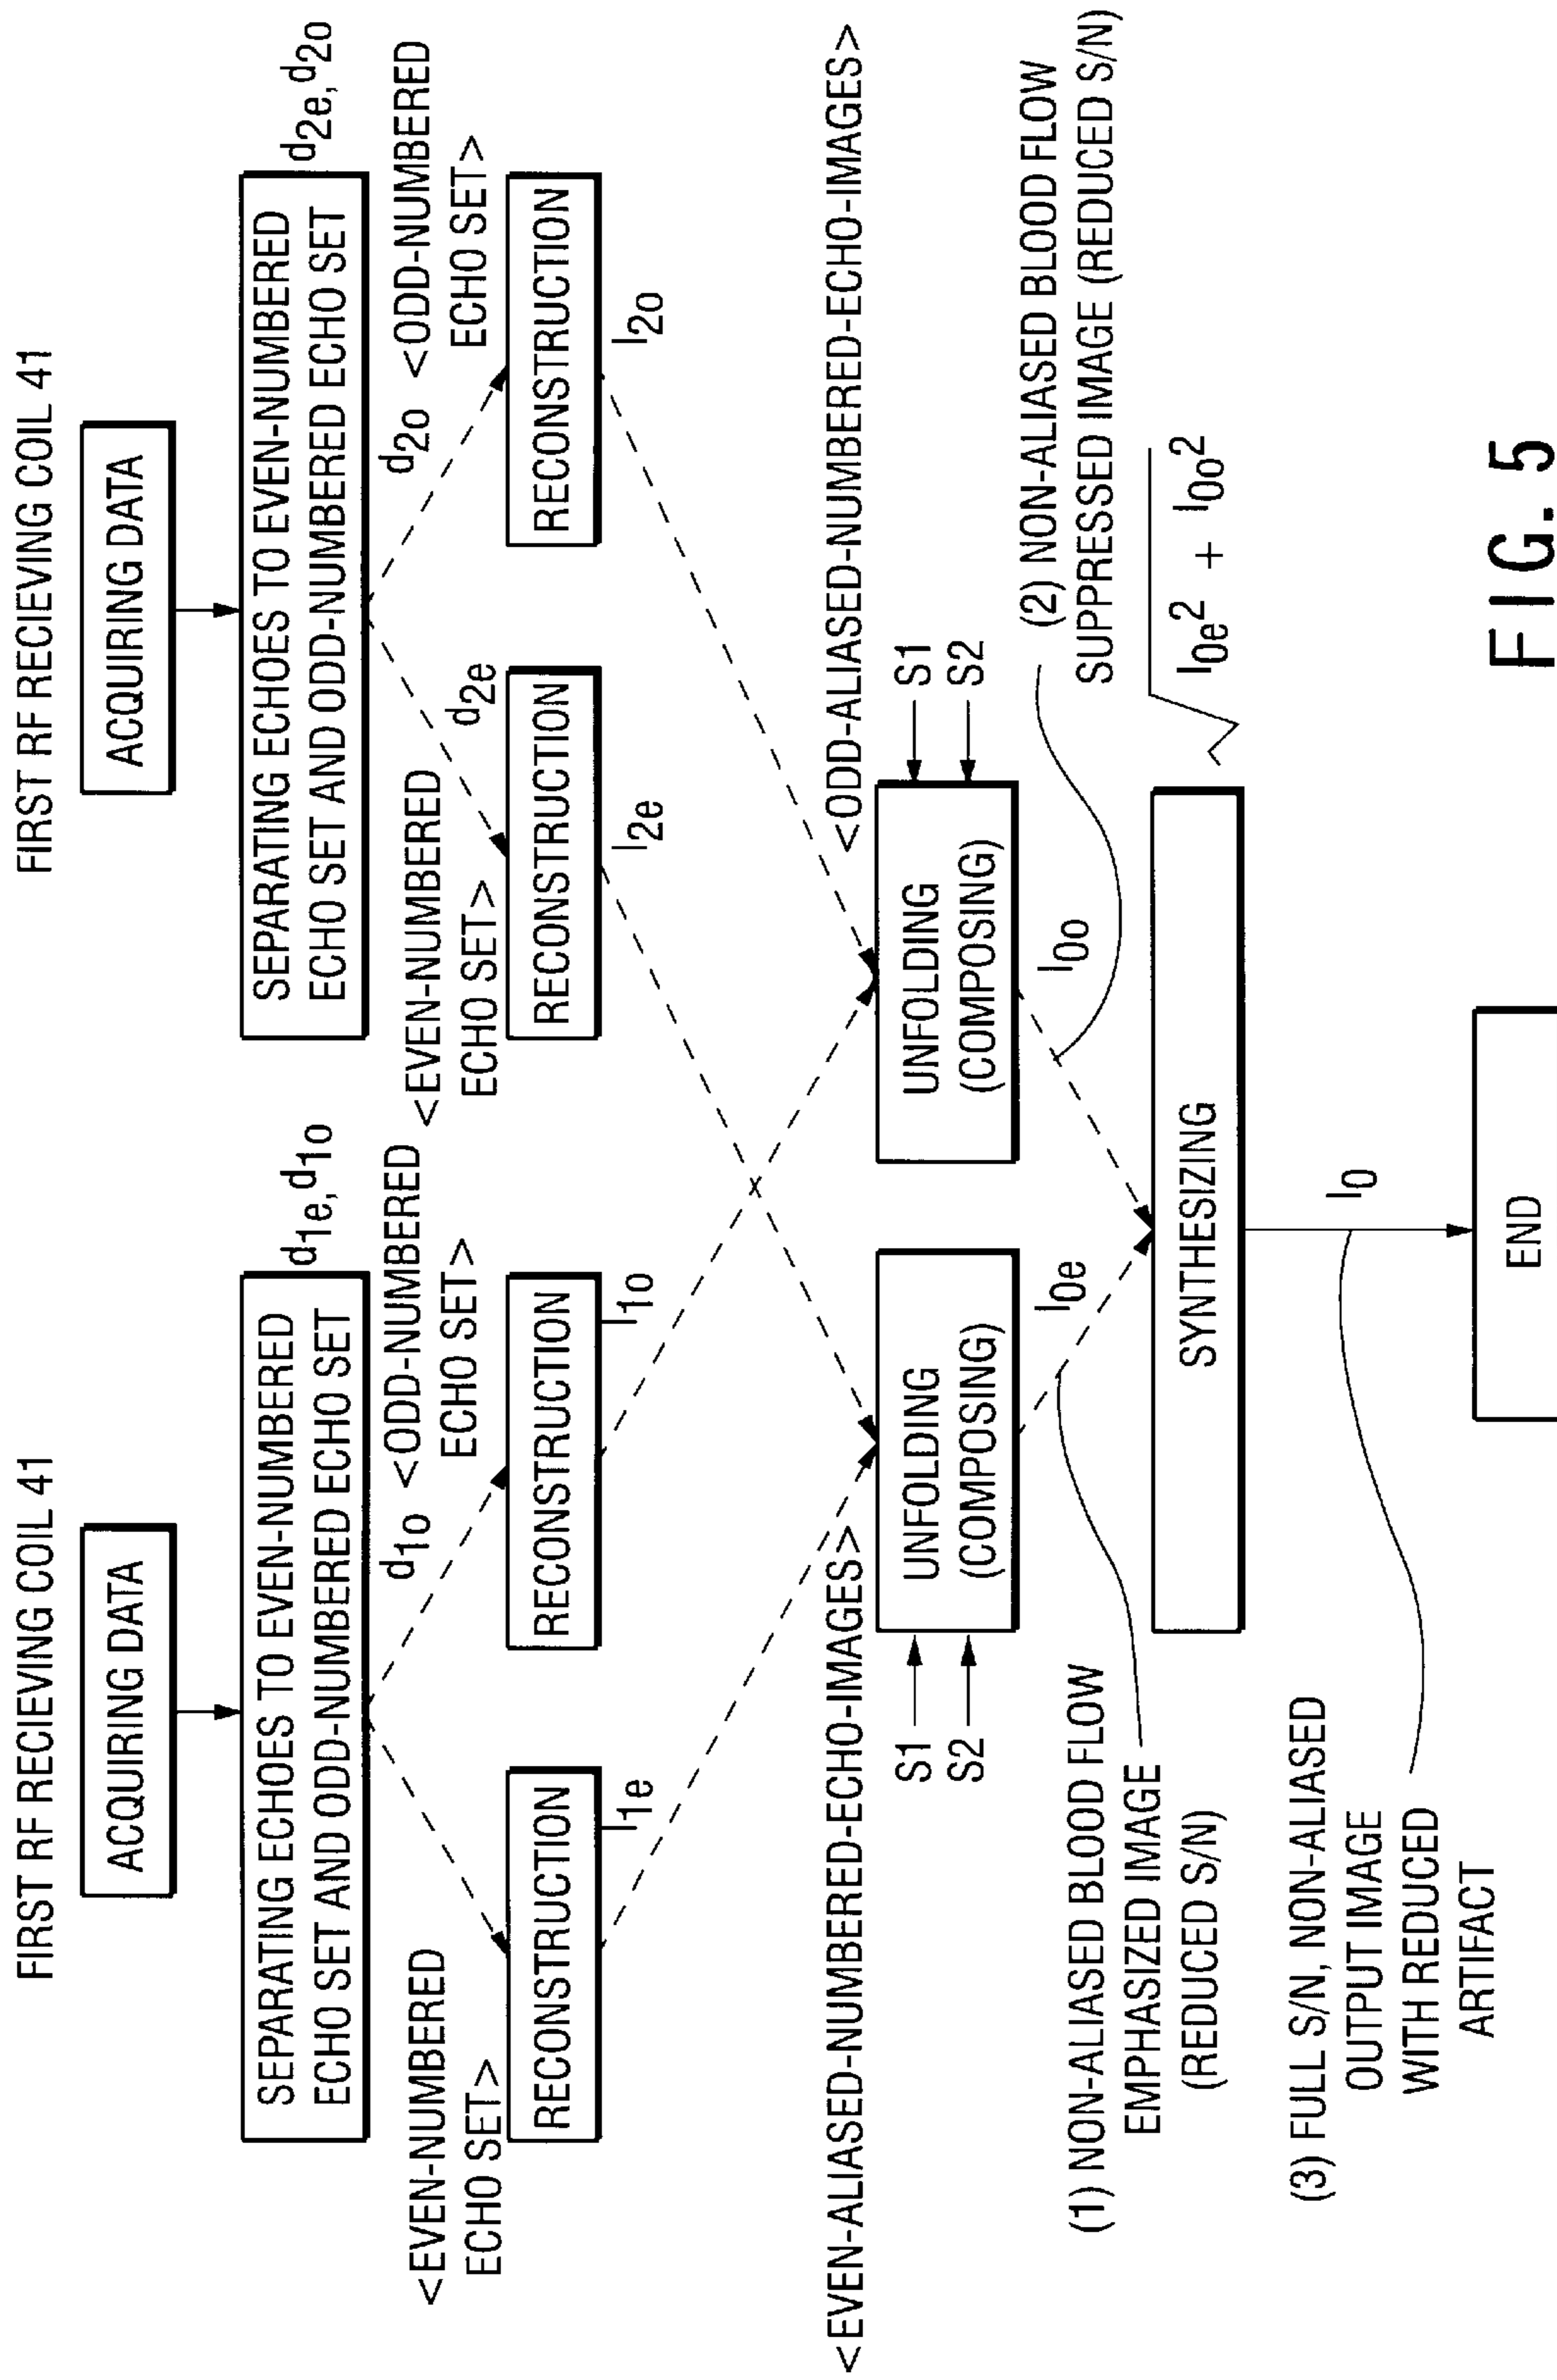 FIRST RF RECIEVING COIL 41
ACQUIRING DATA
SEPARATING ECHOES TO EVEN-NUMBERED
ECHO SET AND ODD-NUMBERED ECHO SET
d1e,d1o
<EVEN-NUMBERED
ECHO SET>
d1o <ODD-NUMBERED
ECHO SET>
RECONSTRUCTION
I1e
RECONSTRUCTION
I1o
FIRST RF RECIEVING COIL 41
ACQUIRING DATA
SEPARATING ECHOES TO EVEN-NUMBERED
ECHO SET AND ODD-NUMBERED ECHO SET
d2e,d2o
<EVEN-NUMBERED
ECHO SET>
d2e
d2o <ODD-NUMBERED
ECHO SET>
RECONSTRUCTION
I2e
RECONSTRUCTION
I2o
<EVEN-ALIASED-NUMBERED-ECHO-IMAGES>
<ODD-ALIASED-NUMBERED-ECHO-IMAGES>
S1
S2
UNFOLDING
(COMPOSING)
I0e
UNFOLDING
(COMPOSING)
S1
S2
I0o
(1) NON-ALIASED BLOOD FLOW
EMPHASIZED IMAGE
(REDUCED S/N)
(2) NON-ALIASED BLOOD FLOW
SUPPRESSED IMAGE (REDUCED S/N)
SYNTHESIZING
√I0e² + I0o²
I0
(3) FULL S/N, NON-ALIASED
OUTPUT IMAGE
WITH REDUCED
ARTIFACT
END
FIG. 5